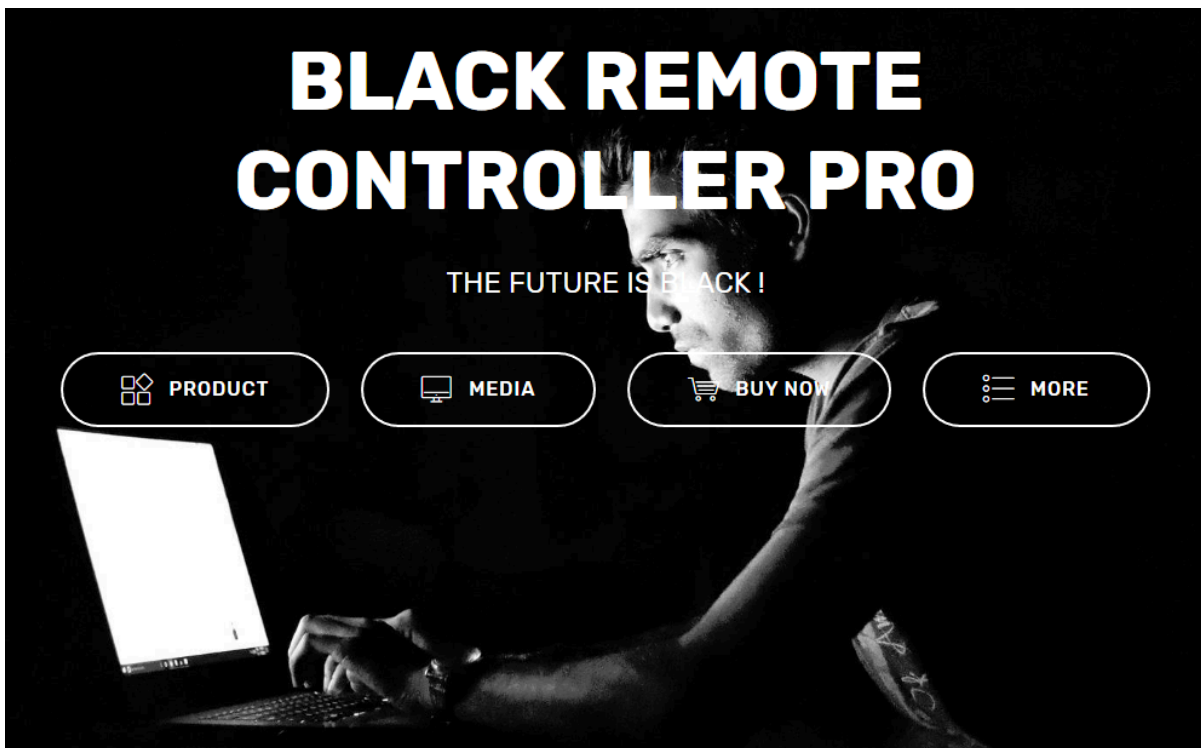 BLACK REMOTE
CONTROLLER PRO
THE FUTURE IS BLACK !
PRODUCT MEDIA BUY NOW MORE